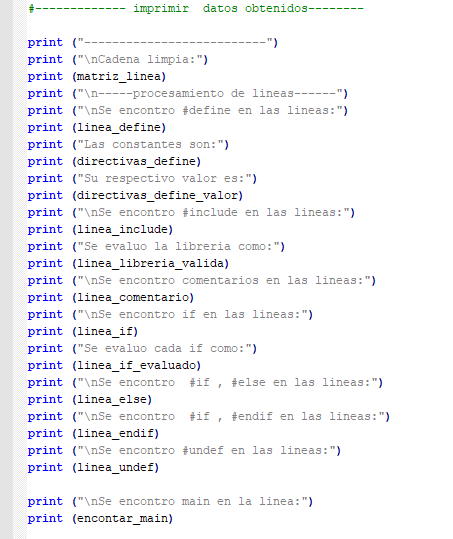 #------------- imprimir  datos obtenidos--------
print ("--------------------------")
print ("\nCadena limpia:")
print (matriz_linea)
print ("\n-----procesamiento de lineas------")
print ("\nSe encontro #define en las lineas:")
print (linea_define)
print ("Las constantes son:")
print (directivas_define)
print ("Su respectivo valor es:")
print (directivas_define_valor)
print ("\nSe encontro #include en las lineas:")
print (linea_include)
print ("Se evaluo la libreria como:")
print (linea_libreria_valida)
print ("\nSe encontro comentarios en las lineas:")
print (linea_comentario)
print ("\nSe encontro if en las lineas:")
print (linea_if)
print ("Se evaluo cada if como:")
print (linea_if_evaluado)
print ("\nSe encontro  #if , #else en las lineas:")
print (linea_else)
print ("\nSe encontro  #if , #endif en las lineas:")
print (linea_endif)
print ("\nSe encontro #undef en las lineas:")
print (linea_undef)
print ("\nSe encontro main en la linea:")
print (encontar_main)